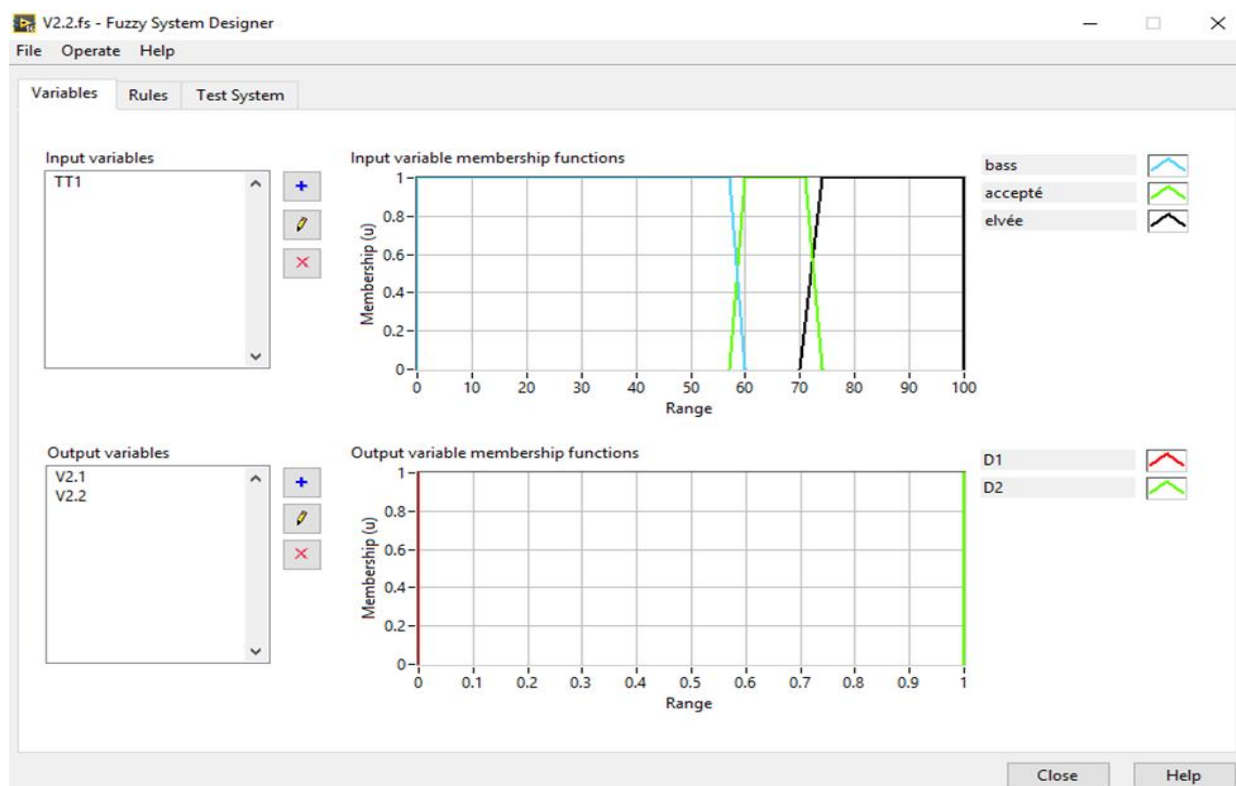 V2.2.fs - Fuzzy System Designer
File Operate Help
Variables Rules Test System
Input variables
TT1
Input variable membership functions
Membership (u)
1
0.8
0.6
0.4
0.2
0
0 10 20 30 40 50 60 70 80 90 100
Range
bass
accepté
elvée
Output variables
V2.1
V2.2
Output variable membership functions
Membership (u)
1
0.8
0.6
0.4
0.2
0
0 0.1 0.2 0.3 0.4 0.5 0.6 0.7 0.8 0.9 1
Range
D1
D2
Close Help